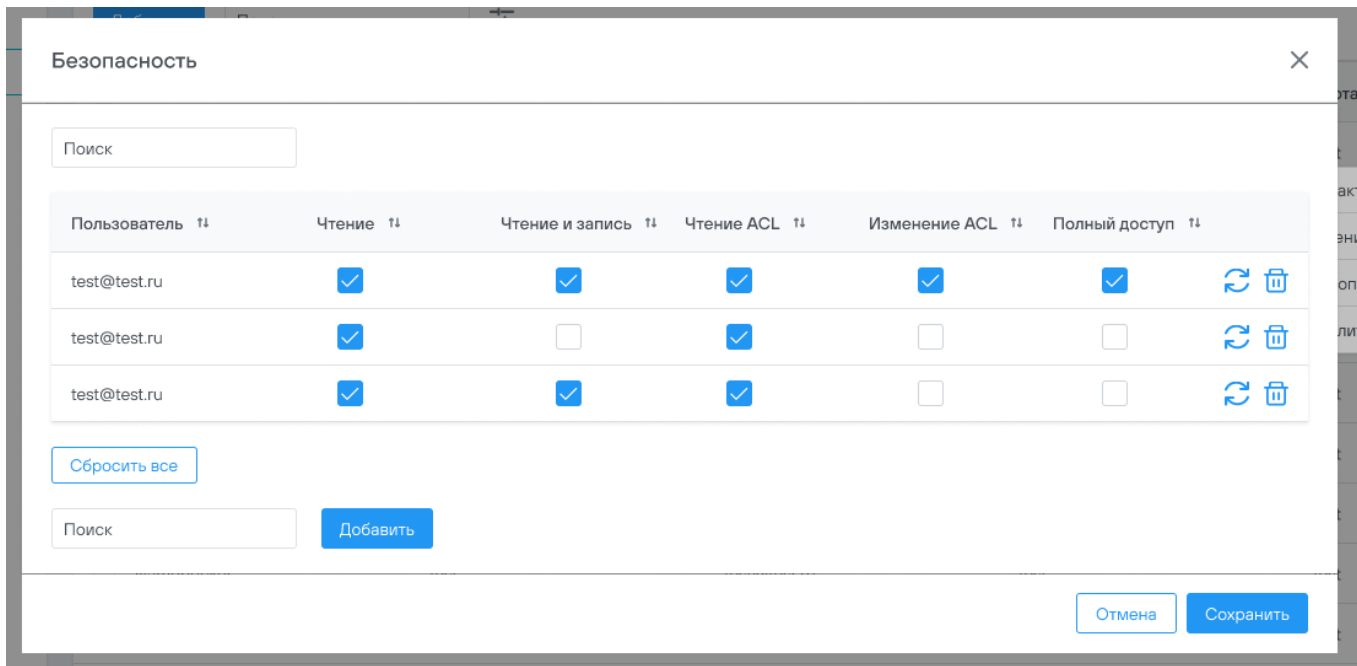 Безопасность
Поиск
Пользователь Чтение Чтение и запись Чтение ACL Изменение ACL Полный доступ
test@test.ru
test@test.ru
test@test.ru
Сбросить все
Поиск Добавить
Отмена Сохранить